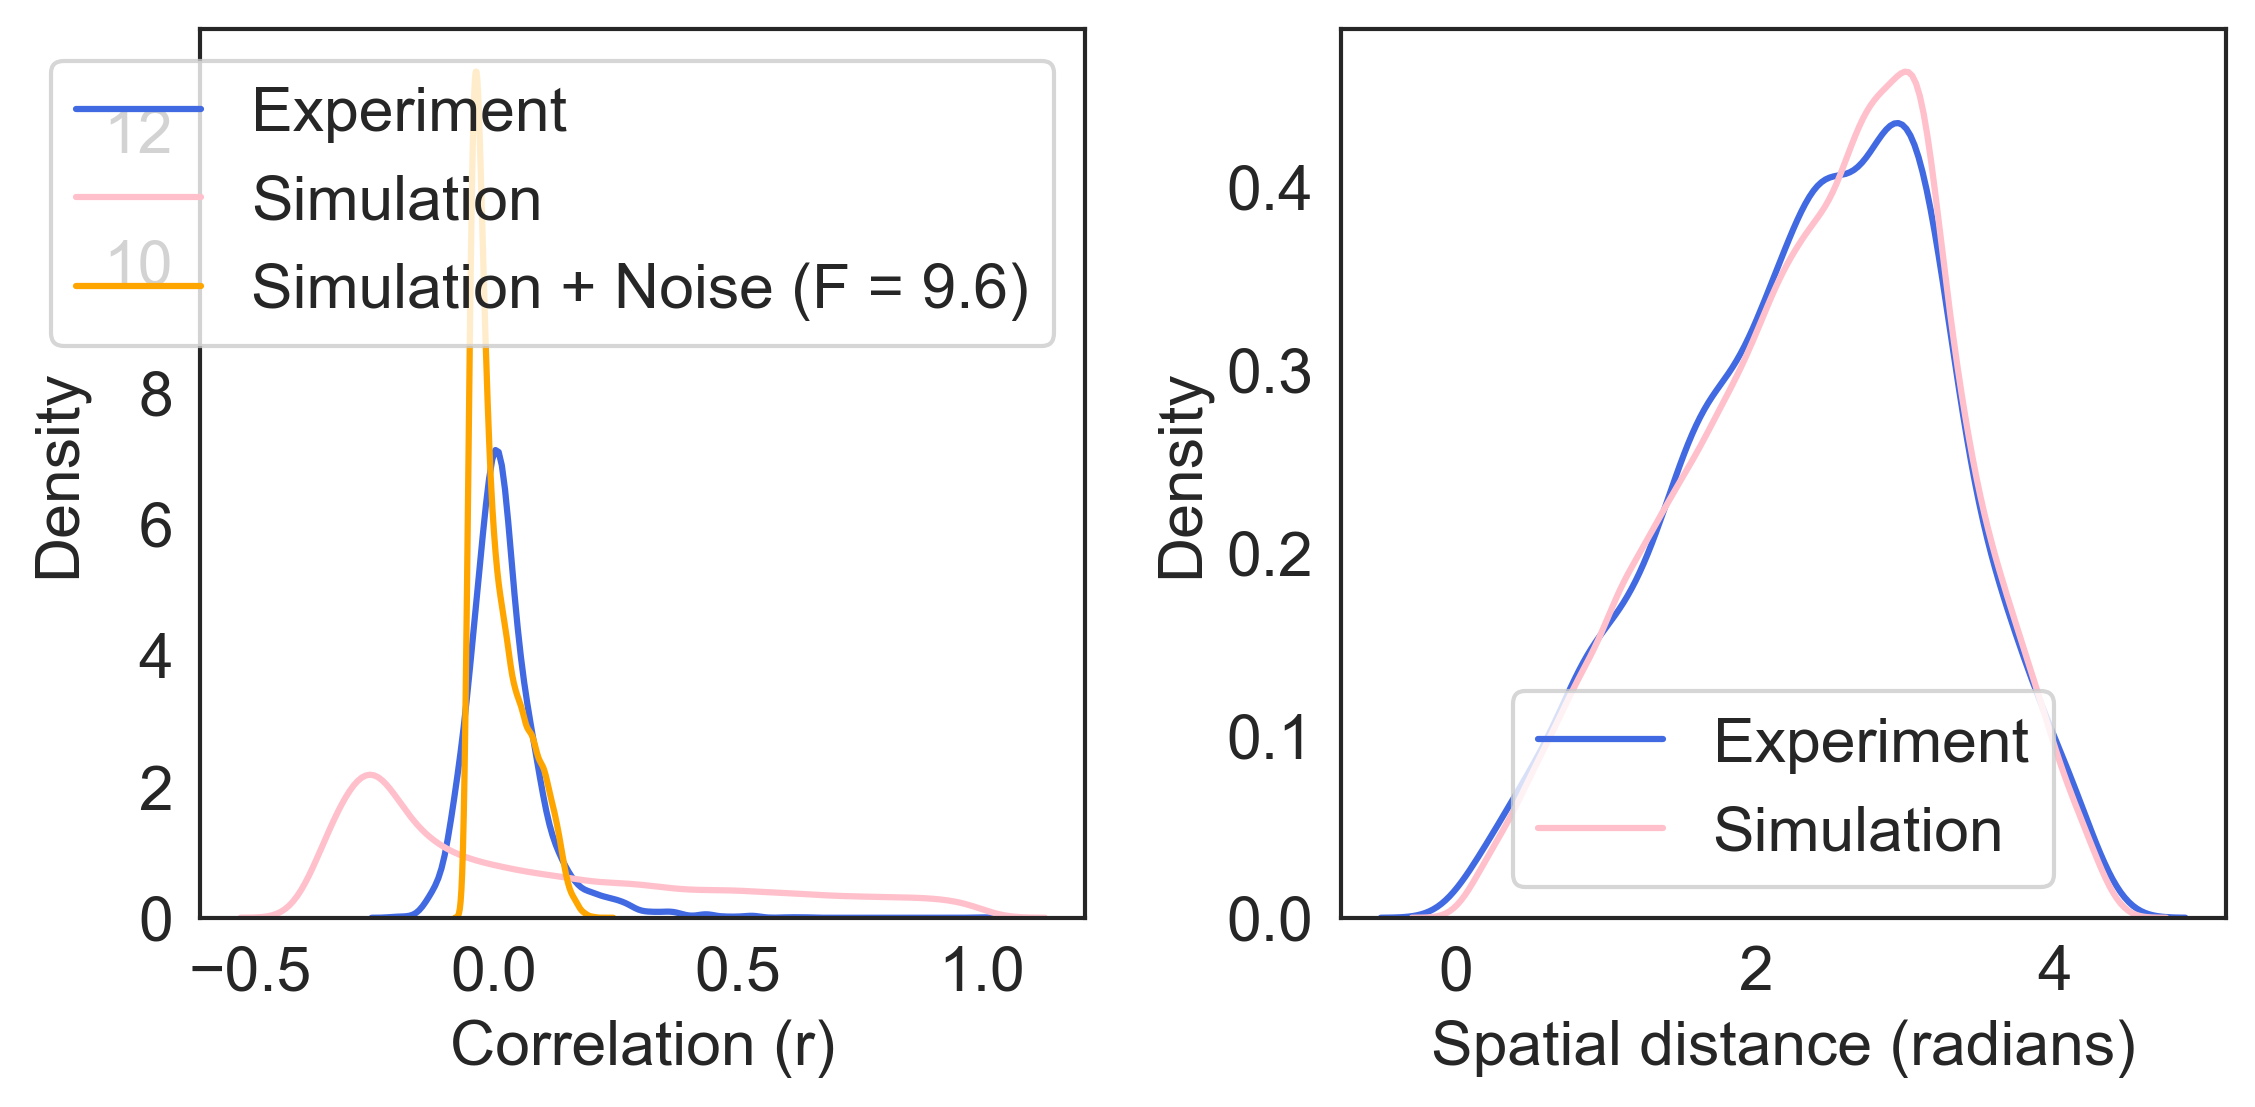 Experiment
Simulation
Simulation + Noise (F = 9.6)
12
10
8
6
4
2
0
Density
−0.5 0.0 0.5 1.0
Correlation (r)
0.4
0.3
0.2
0.1
0.0
Density
Experiment
Simulation
0 2 4
Spatial distance (radians)